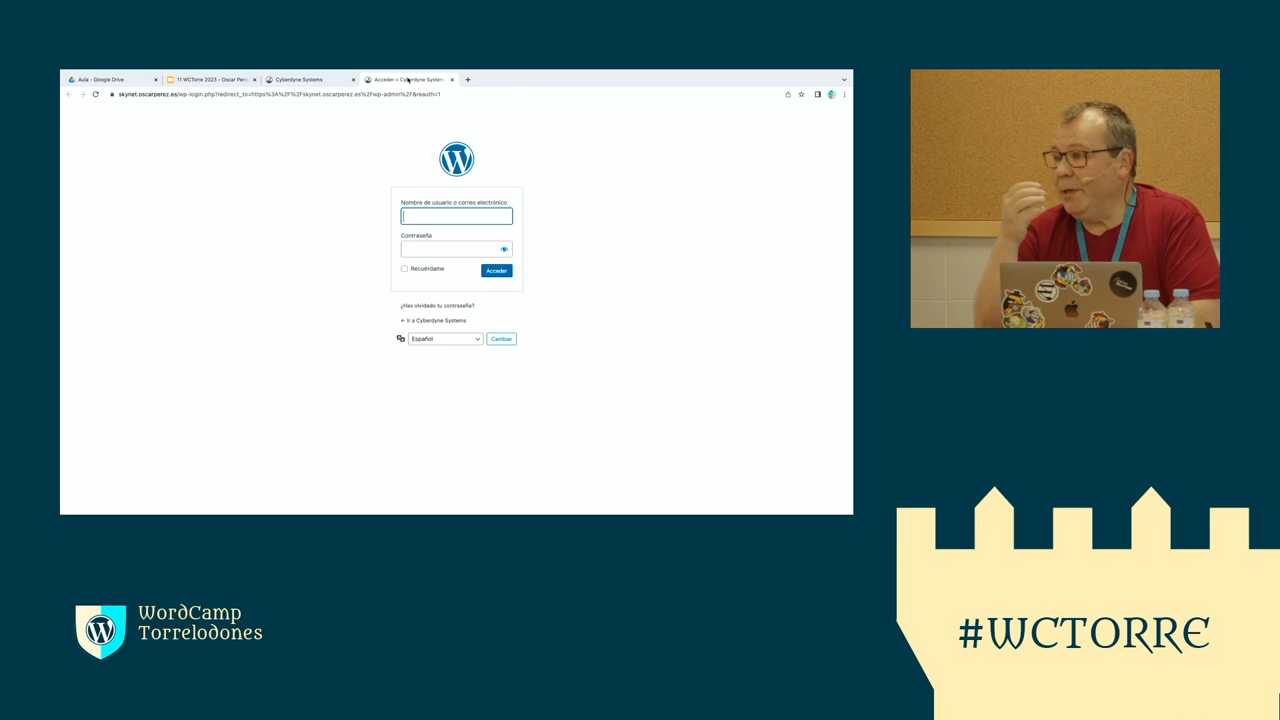 Aula - Google Drive
11 WCTorre 2023 - Oscar Per
Cyberdyne Systems
Acceder < Cyberdyne System
skynet.oscarperez.es/wp-login.php?redirect_to=https%3A%2F%2Fskynet.oscarperez.es%2Fwp-admin%2F&reauth=1
Nombre de usuario o correo electrónico
Contraseña
Recuérdame
Acceder
¿Has olvidado tu contraseña?
← Ir a Cyberdyne Systems
Español
Cambiar
WordCamp
Torrelodones
#WCTORRE